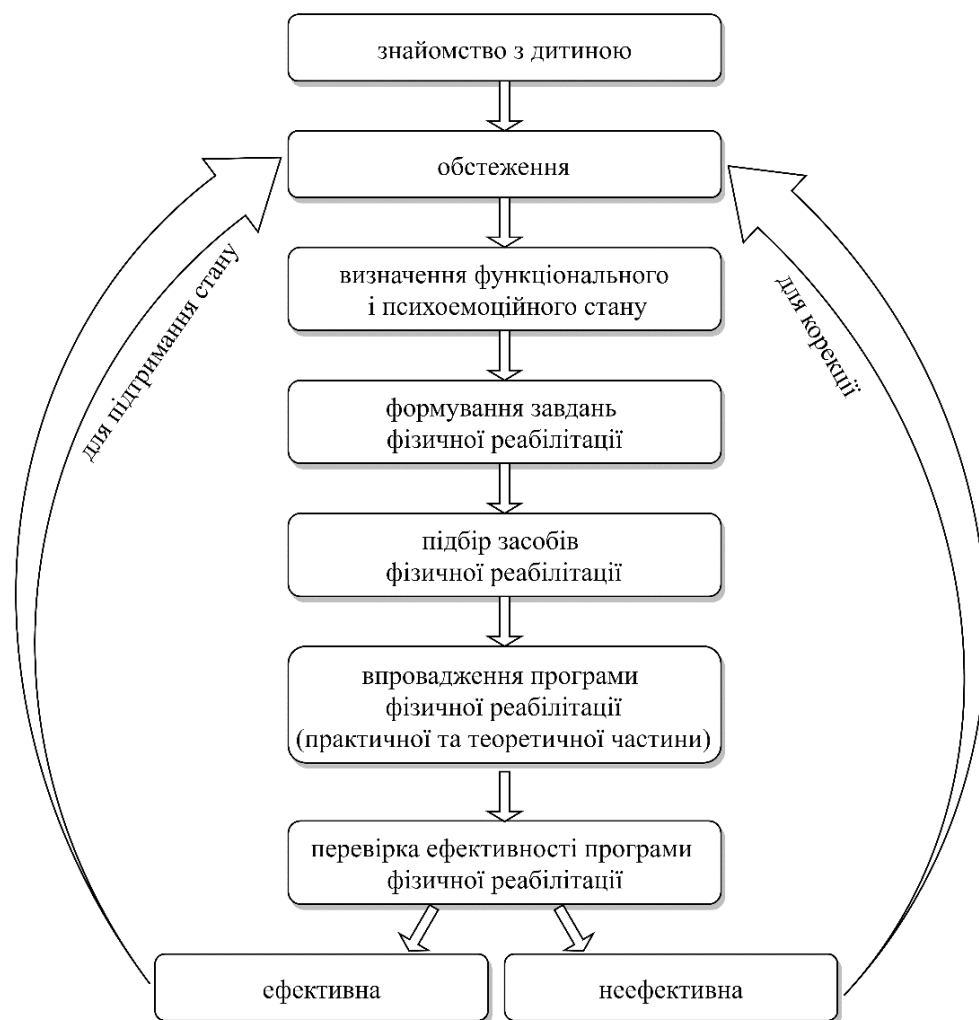 знайомство з дитиною
обстеження
визначення функціонального
і психоемоційного стану
для підтримання стану
для корекції
формування завдань
фізичної реабілітації
підбір засобів
фізичної реабілітації
впровадження програми
фізичної реабілітації
(практичної та теоретичної частини)
перевірка ефективності програми
фізичної реабілітації
ефективна
неефективна